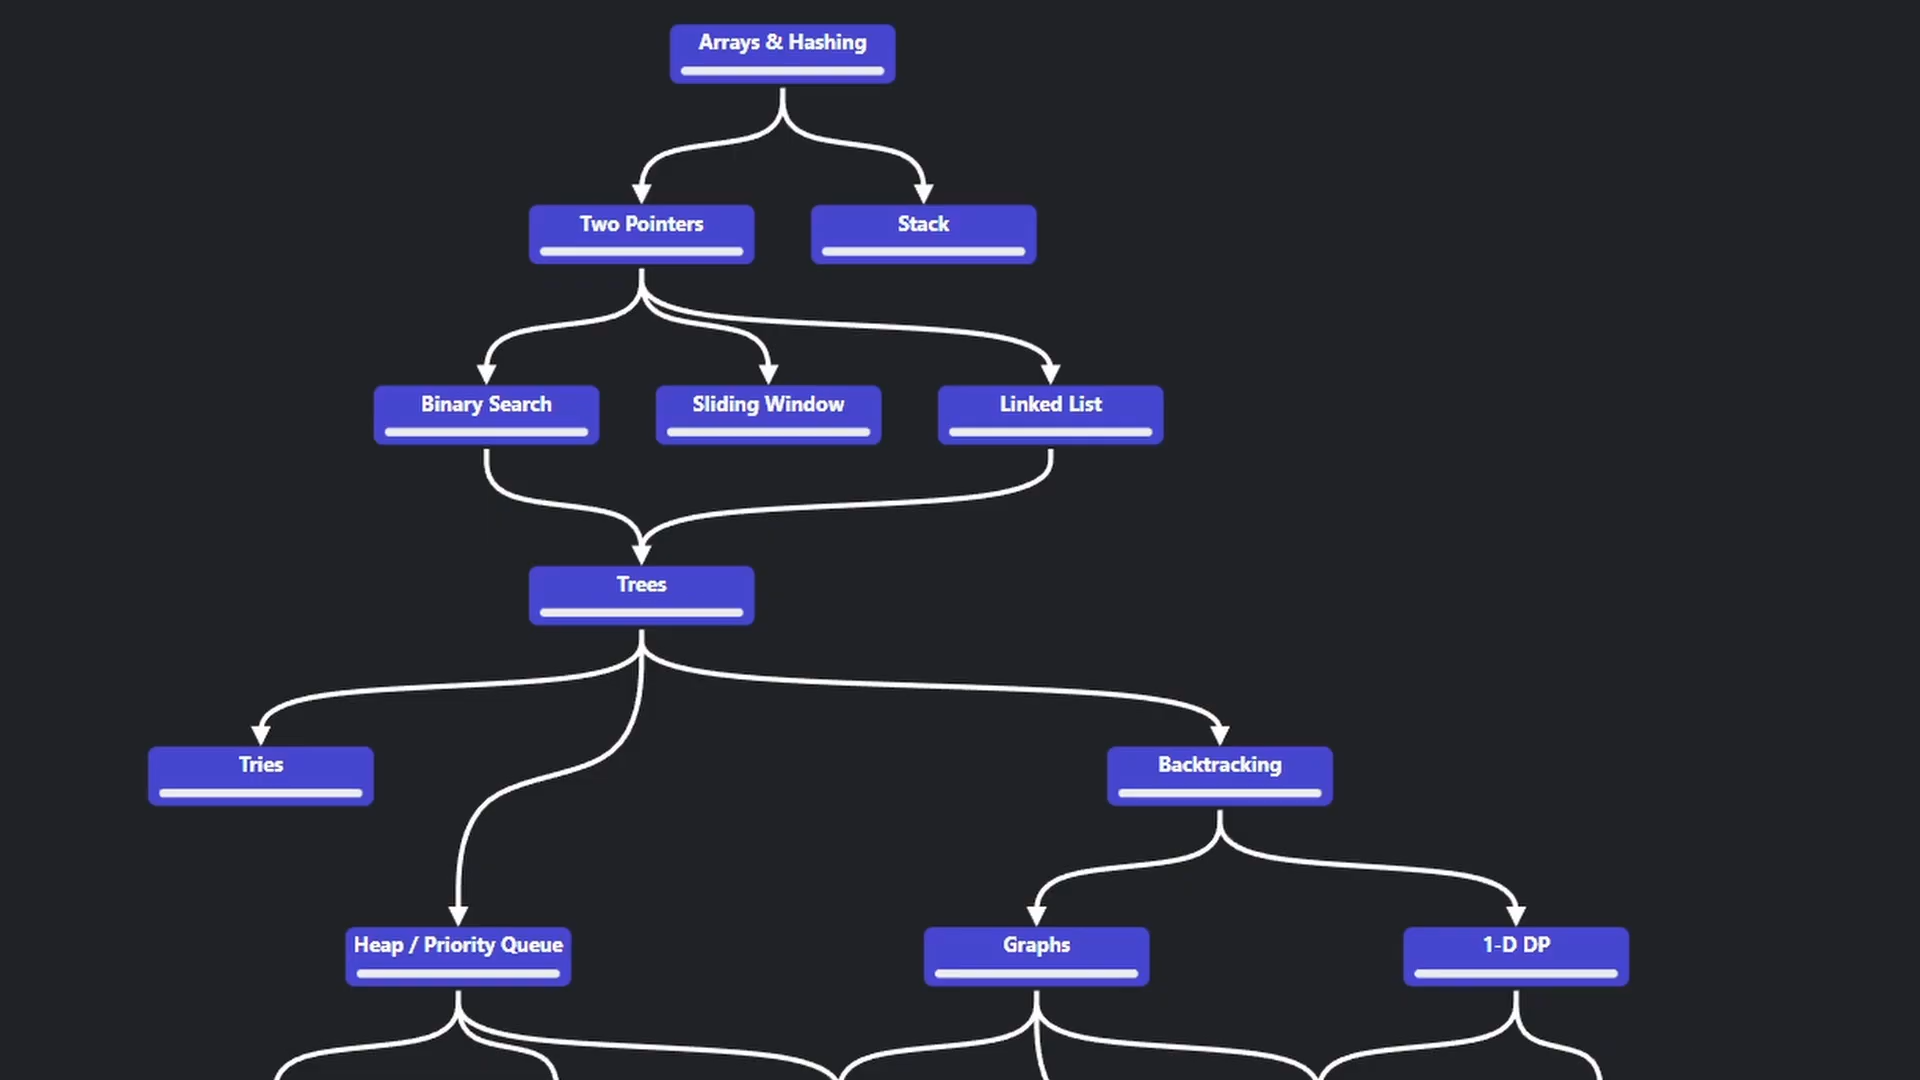 Arrays & Hashing
Two Pointers
Stack
Binary Search
Sliding Window
Linked List
Trees
Tries
Backtracking
Heap / Priority Queue
Graphs
1-D DP